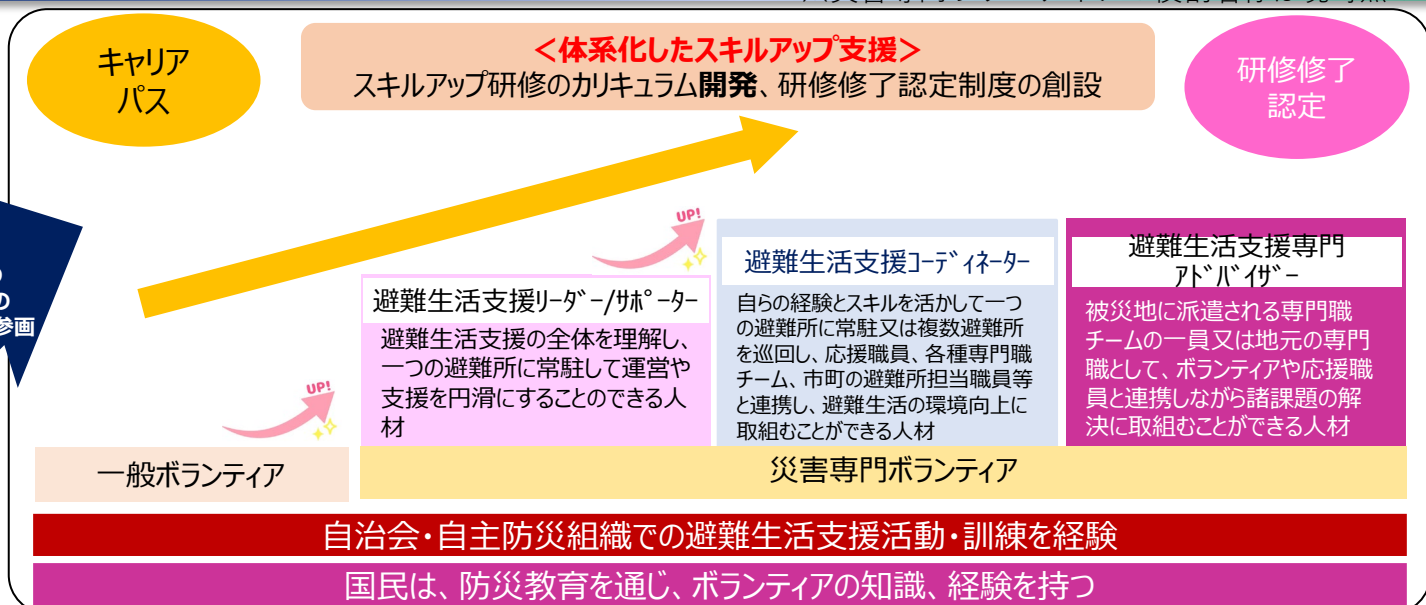 キャリア
パス
<体系化したスキルアップ支援>
スキルアップ研修のカリキュラム開発、研修修了認定制度の創設
研修修了
認定
の
参画
UP!
UP!
避難生活支援ﾘｰﾀﾞｰ/ｻﾎﾟｰﾀｰ
避難生活支援の全体を理解し、
一つの避難所に常駐して運営や
支援を円滑にすることのできる人
材
避難生活支援ｺｰﾃﾞｨﾈｰﾀｰ
自らの経験とスキルを活かして一つ
の避難所に常駐又は複数避難所
を巡回し、応援職員、各種専門職
チーム、市町の避難所担当職員等
と連携し、避難生活の環境向上に
取組むことができる人材
避難生活支援専門
ｱﾄﾞﾊﾞｲｻﾞｰ
被災地に派遣される専門職
チームの一員又は地元の専門
職として、ボランティアや応援職
員と連携しながら諸課題の解
決に取組むことができる人材
一般ボランティア
災害専門ボランティア
自治会・自主防災組織での避難生活支援活動・訓練を経験
国民は、防災教育を通じ、ボランティアの知識、経験を持つ